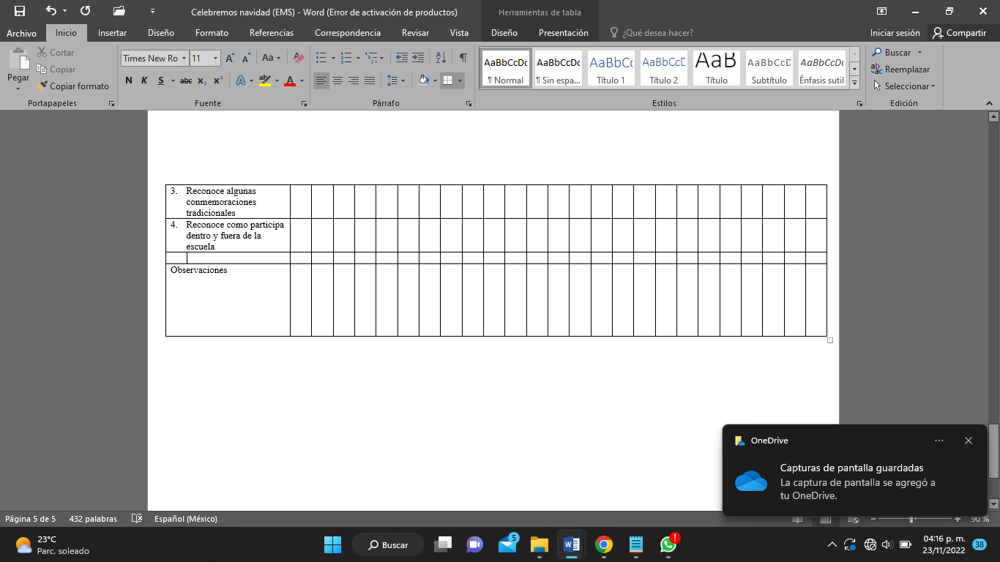 Celebremos navidad (EMS) - Word (Error de activación de productos)
Herramientas de tabla
Archivo Inicio Insertar Diseño Formato Referencias Correspondencia Revisar Vista Diseño Presentación ¿Qué desea hacer? Iniciar sesión Compartir
Pegar
Cortar
Copiar
Copiar formato
Portapapeles
Times New Ro 11 A A Aa
N K S abc x₂ x² A ab A
Fuente
Párrafo
AaBbCcDc AaBbCcDc AaBbCc AaBbCcD AaB AaBbCcD AaBbCcDc
¶ Normal ¶ Sin espa... Título 1 Título 2 Título Subtítulo Énfasis sutil
Estilos
Buscar
Reemplazar
Seleccionar
Edición
3. Reconoce algunas
conmemoraciones
tradicionales
4. Reconoce como participa
dentro y fuera de la
escuela
Observaciones
OneDrive
Capturas de pantalla guardadas
La captura de pantalla se agregó a
tu OneDrive.
Página 5 de 5 432 palabras Español (México) 90 %
23°C
Parc. soleado
Buscar
5
04:16 p. m.
23/11/2022
38